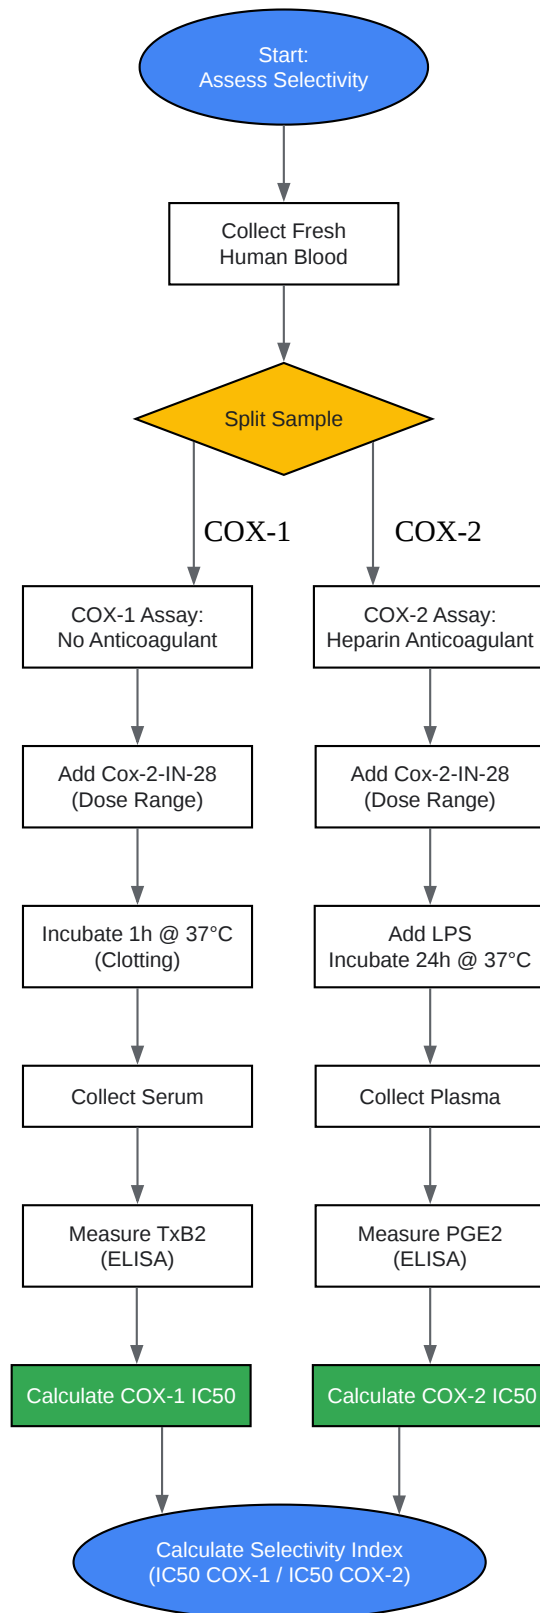 Start:
Assess Selectivity
Collect Fresh
Human Blood
Split Sample
COX-1
COX-2
COX-1 Assay:
No Anticoagulant
COX-2 Assay:
Heparin Anticoagulant
Add Cox-2-IN-28
(Dose Range)
Add Cox-2-IN-28
(Dose Range)
Incubate 1h @ 37°C
(Clotting)
Add LPS
Incubate 24h @ 37°C
Collect Serum
Collect Plasma
Measure TxB2
(ELISA)
Measure PGE2
(ELISA)
Calculate COX-1 IC50
Calculate COX-2 IC50
Calculate Selectivity Index
(IC50 COX-1 / IC50 COX-2)